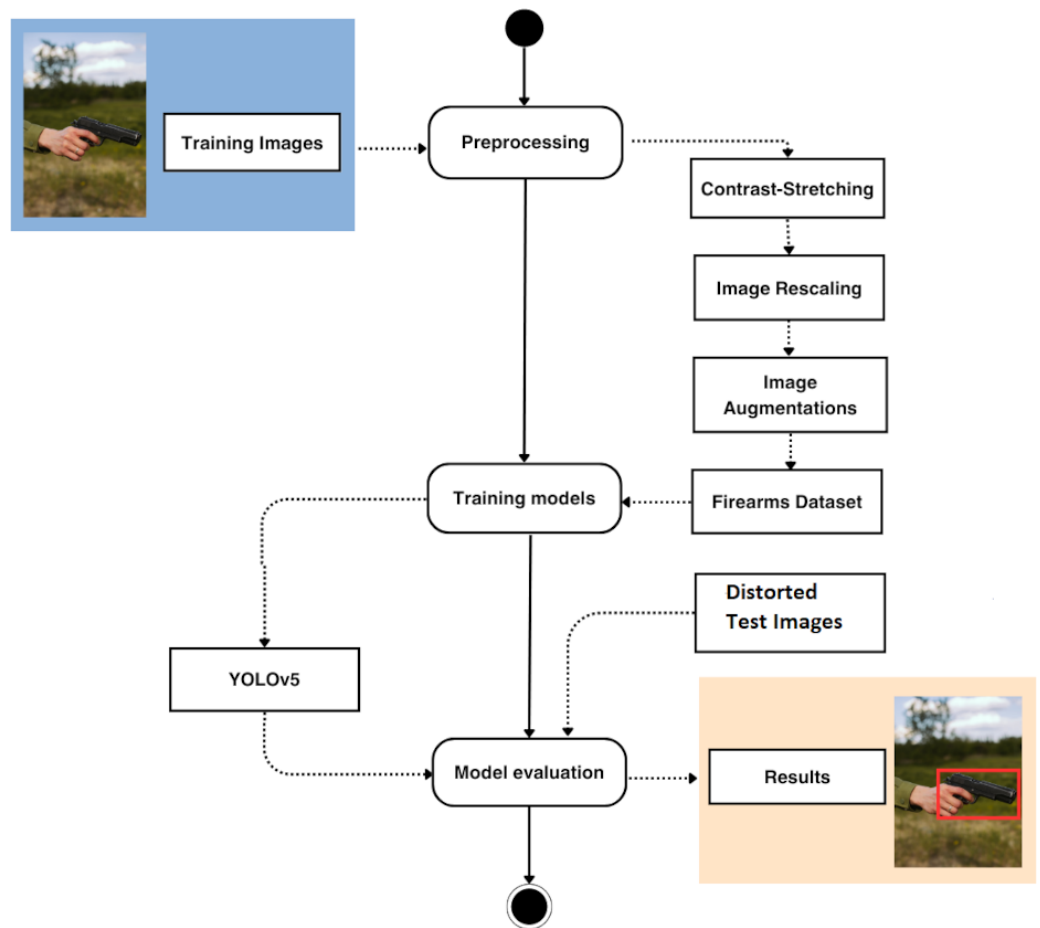 Training Images
Preprocessing
Contrast-Stretching
Image Rescaling
Image
Augmentations
Training models
Firearms Dataset
Distorted
Test Images
YOLOv5
Model evaluation
Results